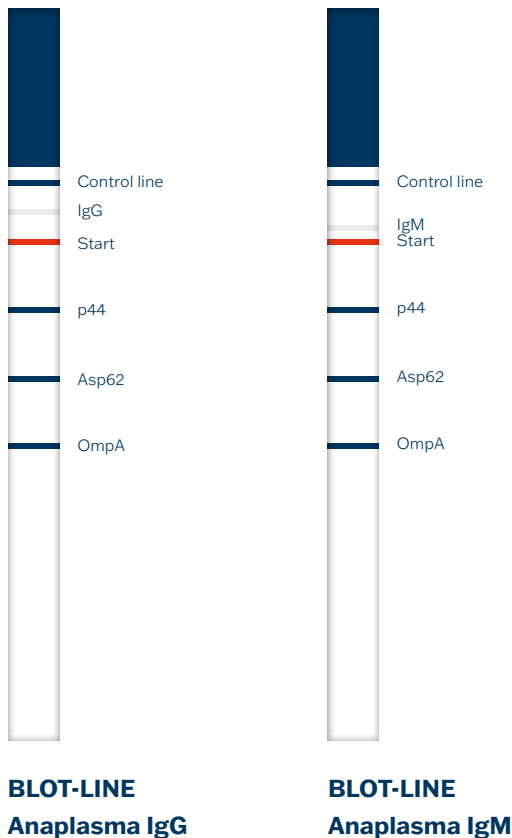 Control line
IgG
Start
p44
Asp62
OmpA
BLOT-LINE
Anaplasma IgG
Control line
IgM
Start
p44
Asp62
OmpA
BLOT-LINE
Anaplasma IgM